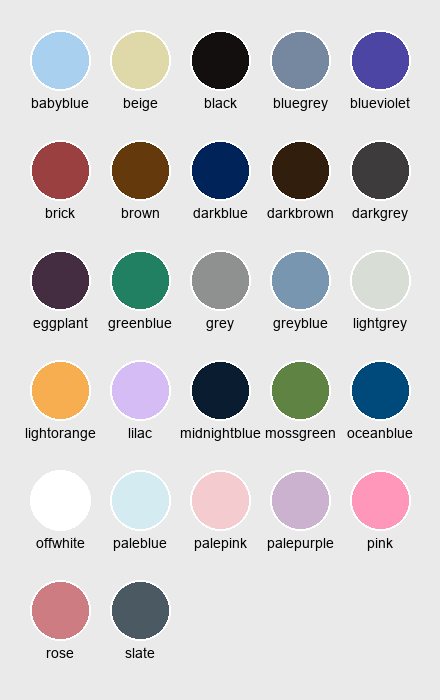 babyblue beige black bluegrey blueviolet
brick brown darkblue darkbrown darkgrey
eggplant greenblue grey greyblue lightgrey
lightorange lilac midnightblue mossgreen oceanblue
offwhite paleblue palepink palepurple pink
rose slate